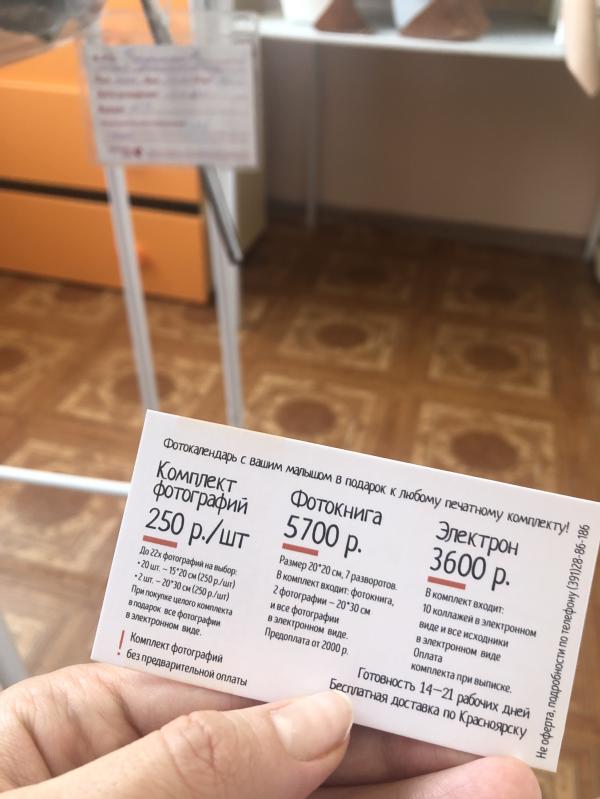 Фотокалендарь с вашим малышом в подарок к любому печатному комплекту!
Комплект
фотографий
250 р./шт
До 22х фотографий на выбор:
• 20 шт. – 15*20 см (250 р./шт)
• 2 шт. – 20*30 см (250 р./шт)
При покупке целого комплекта
в подарок все фотографии
в электронном виде.
! Комплект фотографий
без предварительной оплаты
Фотокнига
5700 р.
Размер 20*20 см, 7 разворотов.
В комплект входит: фотокнига,
2 фотографии – 20*30 см
и все фотографии
в электронном виде.
Предоплата от 2000 р.
Электрон
3600 р.
В комплект входит:
10 коллажей в электронном
виде и все исходники
в электронном виде
Оплата
комплекта при выписке.
Готовность 14–21 рабочих дней
Бесплатная доставка по Красноярску
Не оферта, подробности по телефону (391)28-86-186